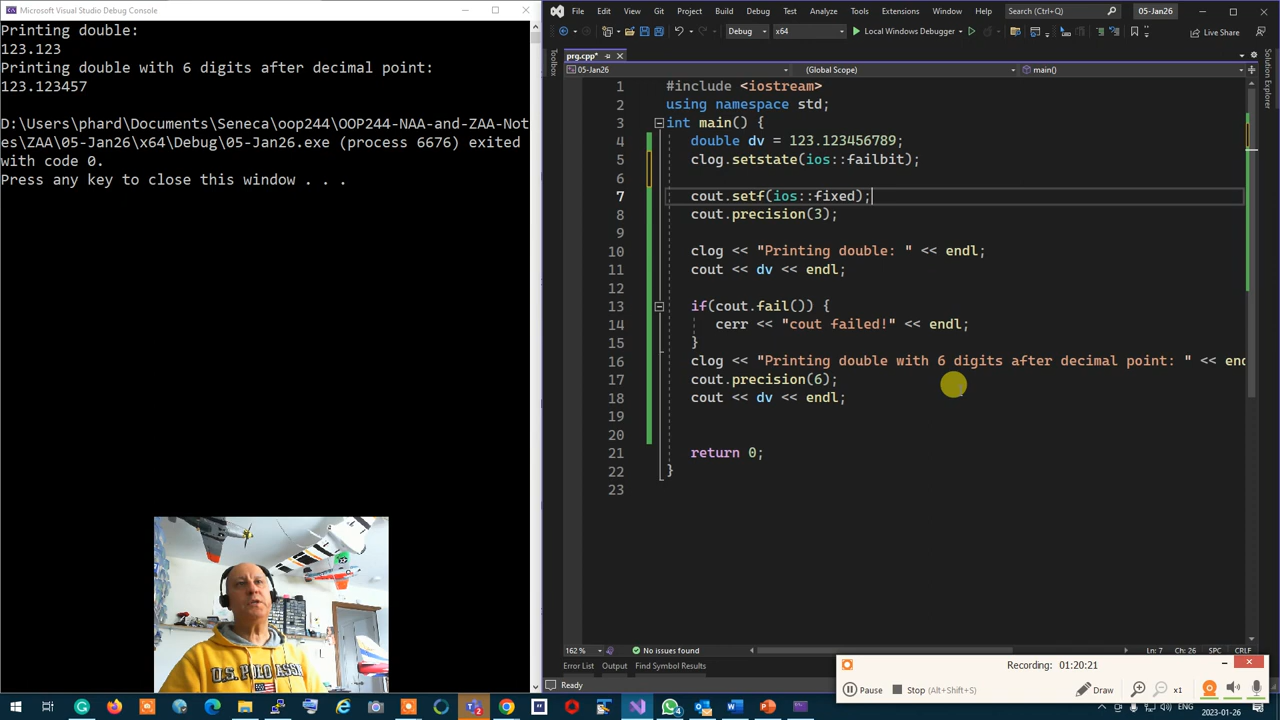 Microsoft Visual Studio Debug Console
Printing double:
123.123
Printing double with 6 digits after decimal point:
123.123457
D:\Users\phard\Documents\Seneca\oop244\OOP244-NAA-and-ZAA-Not
es\ZAA\05-Jan26\x64\Debug\05-Jan26.exe (process 6676) exited
with code 0.
Press any key to close this window . . .
U.S. POLO ASSN
File Edit View Git Project Build Debug Test Analyze Tools Extensions Window Help Search (Ctrl+Q) 05-Jan26
Debug x64 Local Windows Debugger Live Share
prg.cpp*
05-Jan26 (Global Scope) main()
Toolbox
Solution Explorer
1 #include <iostream>
2 using namespace std;
3 int main() {
4 double dv = 123.123456789;
5 clog.setstate(ios::failbit);
6
7 cout.setf(ios::fixed);
8 cout.precision(3);
9
10 clog << "Printing double: " << endl;
11 cout << dv << endl;
12
13 if(cout.fail()) {
14 cerr << "cout failed!" << endl;
15 }
16 clog << "Printing double with 6 digits after decimal point: " << end
17 cout.precision(6);
18 cout << dv << endl;
19
20
21 return 0;
22 }
23
162 % No issues found Ln: 7 Ch: 26 SPC CRLF
Error List Output Find Symbol Results
Ready
Recording: 01:20:21
Pause Stop (Alt+Shift+S) Draw x1
ENG 2023-01-26